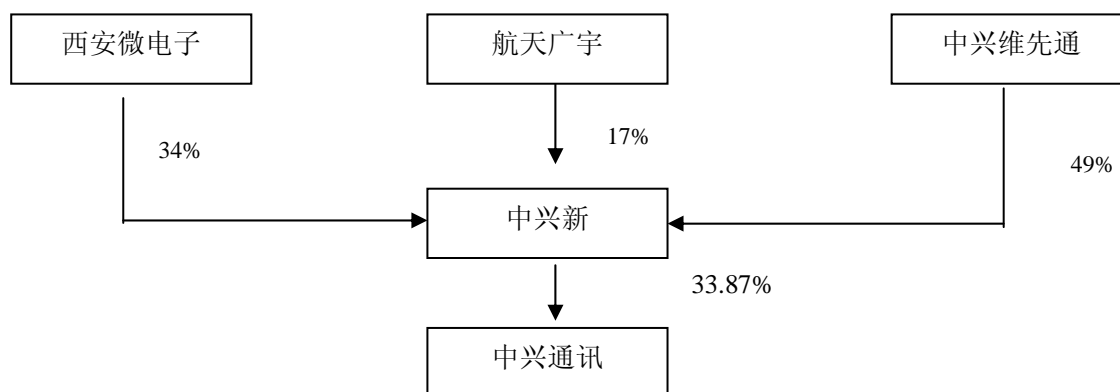 西安微电子
航天广宇
中兴维先通
34%
17%
49%
中兴新
33.87%
中兴通讯